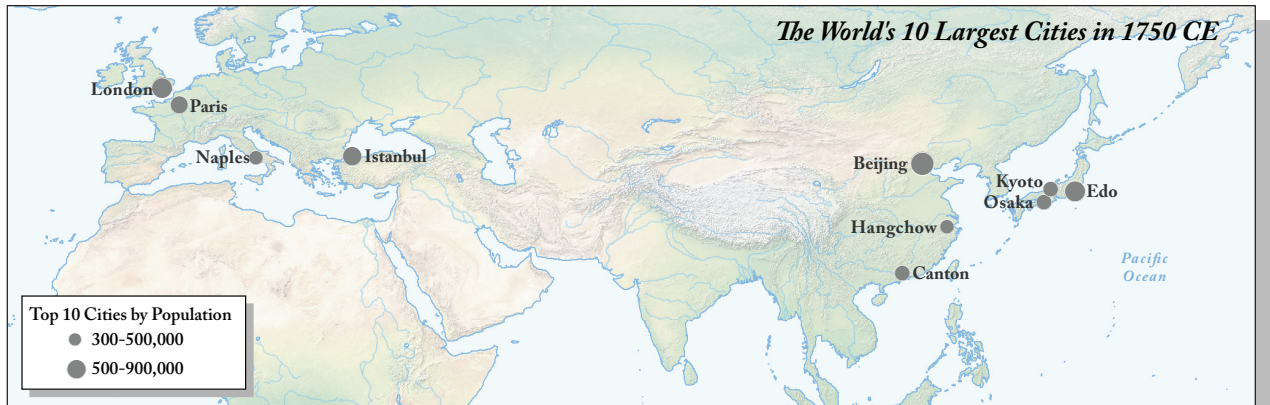 The World's 10 Largest Cities in 1750 CE
London
Paris
Naples
Istanbul
Beijing
Kyoto
Osaka
Edo
Hangchow
Canton
Pacific
Ocean
Top 10 Cities by Population
300-500,000
500-900,000